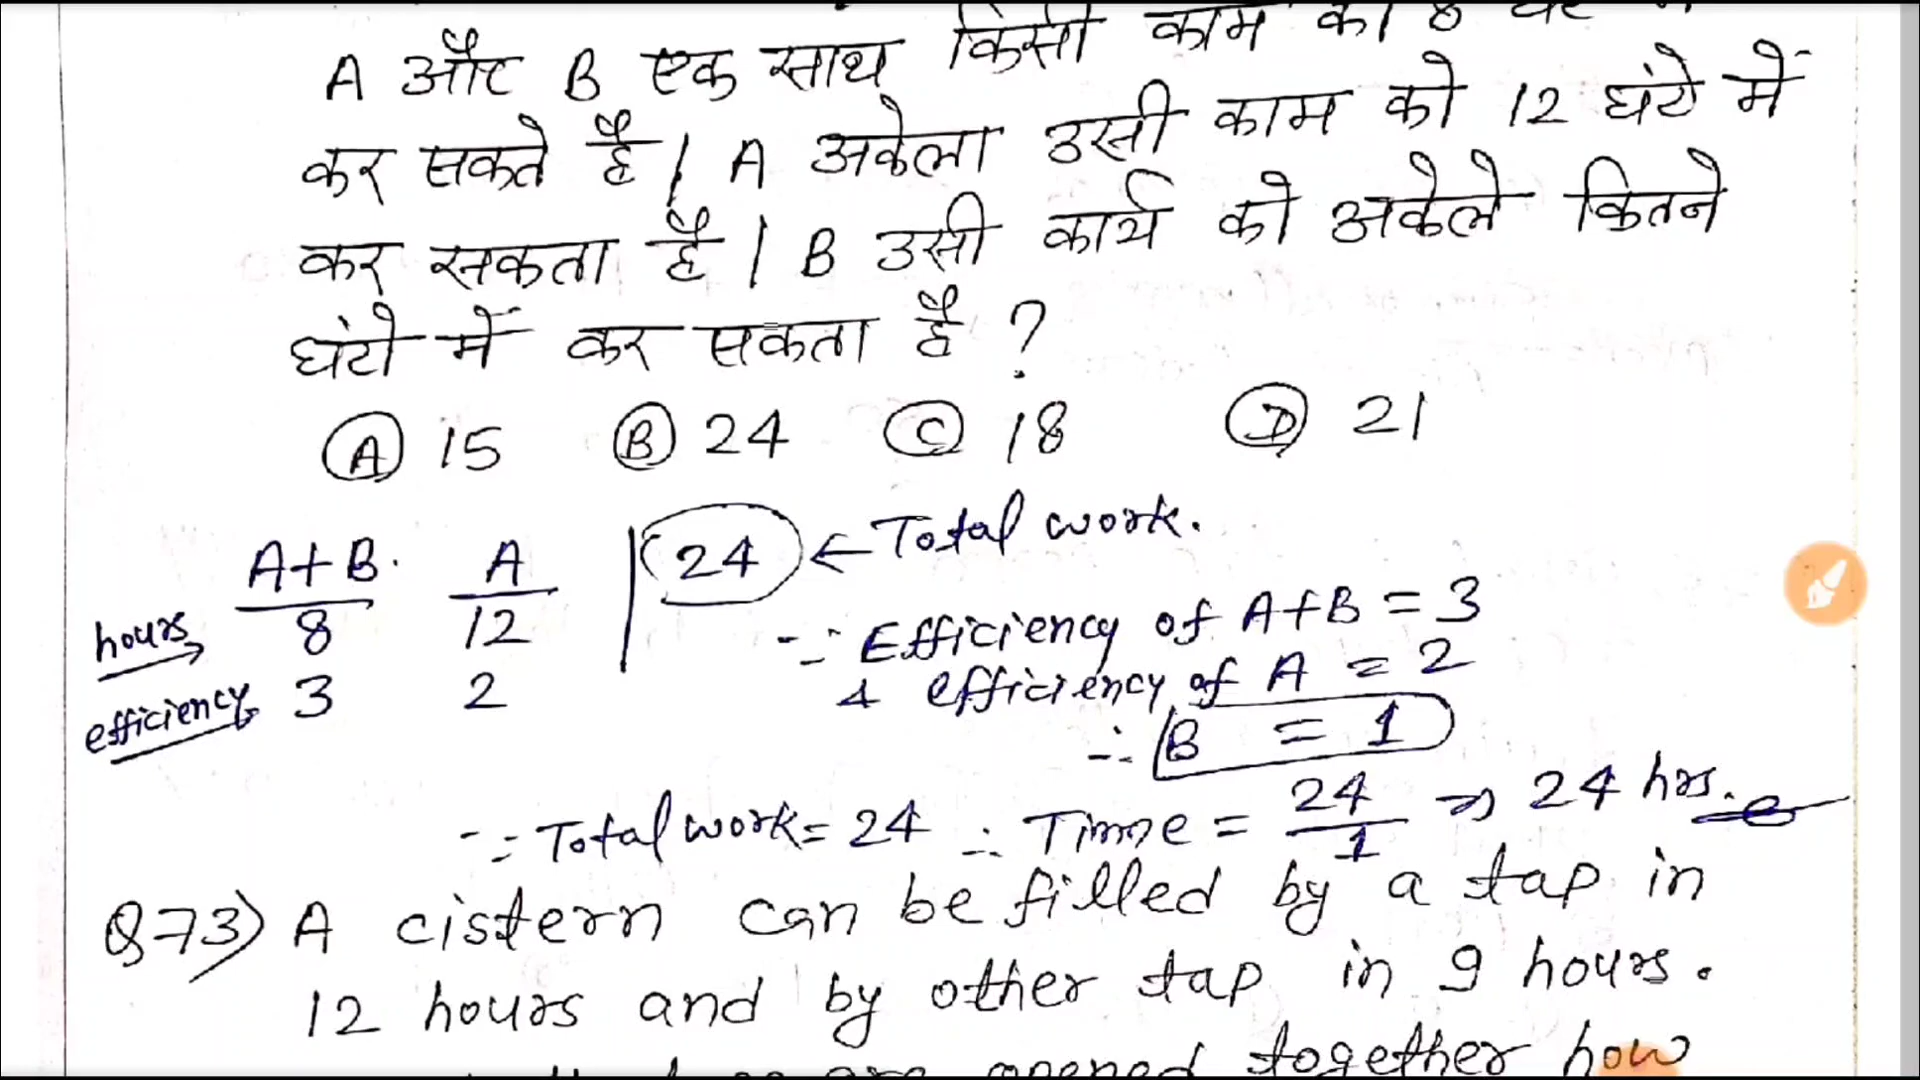 A और B एक साथ किसी काम को 8 घंटे में
कर सकते है | A अकेला उसी काम को 12 घंटो में
कर सकता है | B उसी कार्य को अकेले कितने
घंटो में कर सकता है ?
(A) 15 (B) 24 (C) 18 (D) 21
A+B. A | 24 ← Total work.
hours → 8 12
∵ Efficiency of A+B = 3
efficiency 3 2
efficiency of A = 2
∴ B = 1
∵ Total work = 24 ∴ Time = 24/1 ⇒ 24 hrs.
Q73) A cistern can be filled by a tap in
12 hours and by other tap in 9 hours.
opened together how